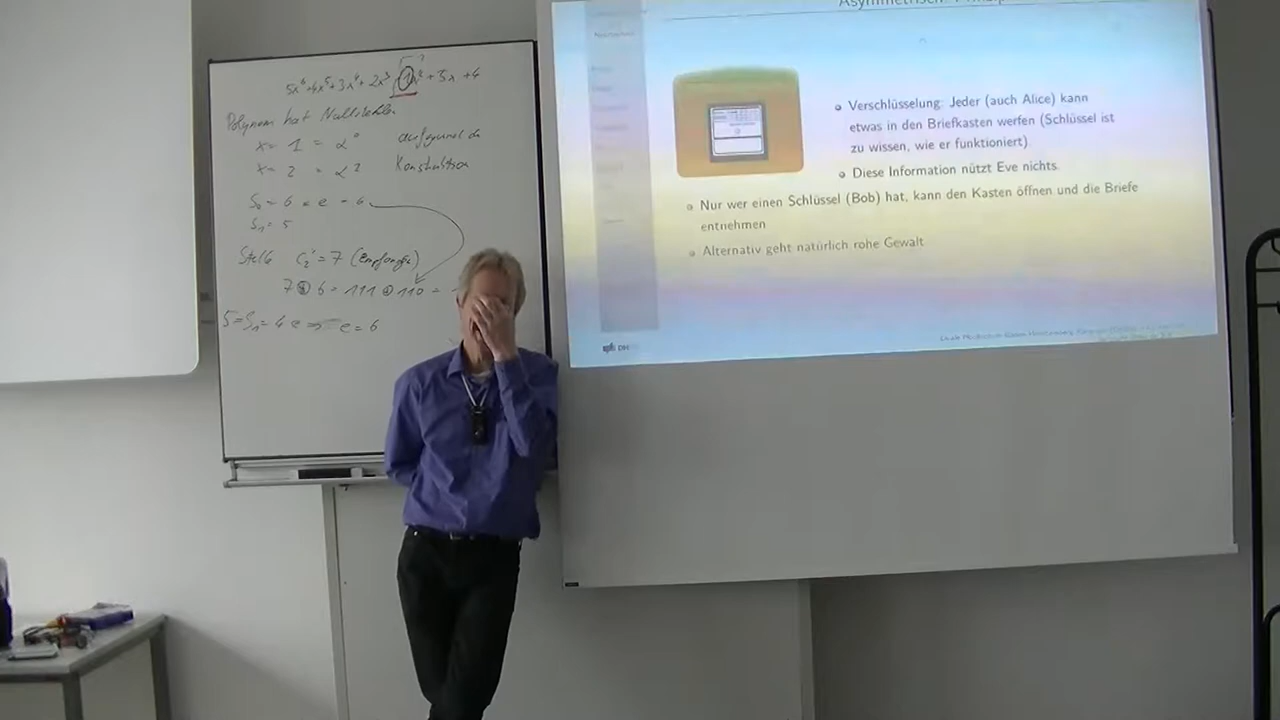 5x⁶+4x⁵+3x⁴+2x³ 1x²+3x+4
Polynom hat Nullstellen
x = 1 = α⁰ aufgrund der
x = 2 = α² Konstruktion
S₀ = 6 = e = 6
S₁ = 5
Stelle C₂' = 7 (empfangen)
7 ⊕ 6 = 111 ⊕ 110 =
5 = S₁ = 4 e ⇒ e = 6
Verschlüsselung: Jeder (auch Alice) kann
etwas in den Briefkasten werfen (Schlüssel ist
zu wissen, wie er funktioniert)
Diese Information nützt Eve nichts.
Nur wer einen Schlüssel (Bob) hat, kann den Kasten öffnen und die Briefe
entnehmen
Alternativ geht natürlich rohe Gewalt